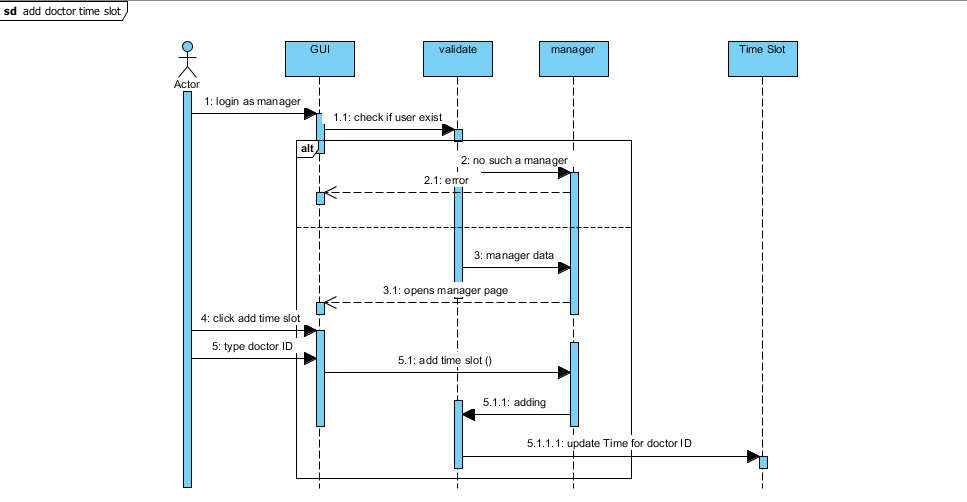 sd add doctor time slot
GUI
validate
manager
Time Slot
Actor
1: login as manager
1.1: check if user exist
alt
2: no such a manager
2.1: error
3: manager data
3.1: opens manager page
4: click add time slot
5: type doctor ID
5.1: add time slot ()
5.1.1: adding
5.1.1.1: update Time for doctor ID